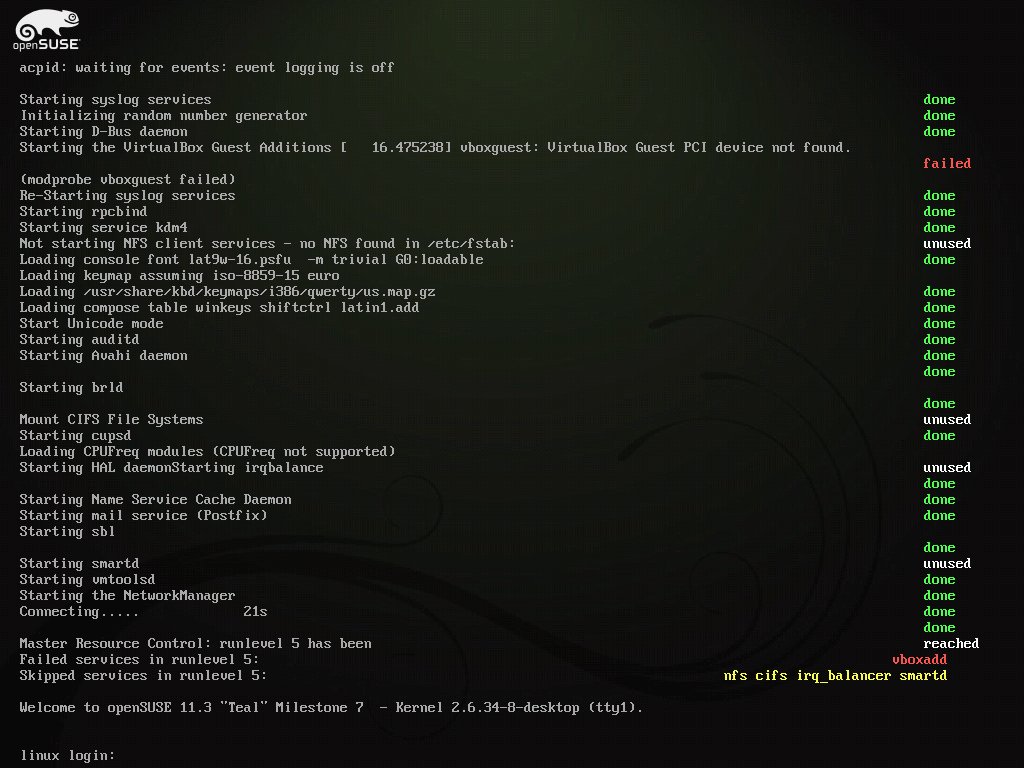 openSUSE
acpid: waiting for events: event logging is off
Starting syslog services done
Initializing random number generator done
Starting D-Bus daemon done
Starting the VirtualBox Guest Additions [   16.475238] vboxguest: VirtualBox Guest PCI device not found.
failed
(modprobe vboxguest failed)
Re-Starting syslog services done
Starting rpcbind done
Starting service kdm4 done
Not starting NFS client services - no NFS found in /etc/fstab: unused
Loading console font lat9w-16.psfu  -m trivial G0:loadable done
Loading keymap assuming iso-8859-15 euro
Loading /usr/share/kbd/keymaps/i386/qwerty/us.map.gz done
Loading compose table winkeys shiftctrl latin1.add done
Start Unicode mode done
Starting auditd done
Starting Avahi daemon done
done
Starting brld
done
Mount CIFS File Systems unused
Starting cupsd done
Loading CPUFreq modules (CPUFreq not supported)
Starting HAL daemonStarting irqbalance unused
done
Starting Name Service Cache Daemon done
Starting mail service (Postfix) done
Starting sbl
done
Starting smartd unused
Starting vmtoolsd done
Starting the NetworkManager done
Connecting..... 21s done
done
Master Resource Control: runlevel 5 has been reached
Failed services in runlevel 5: vboxadd
Skipped services in runlevel 5: nfs cifs irq_balancer smartd
Welcome to openSUSE 11.3 "Teal" Milestone 7  - Kernel 2.6.34-8-desktop (tty1).
linux login: